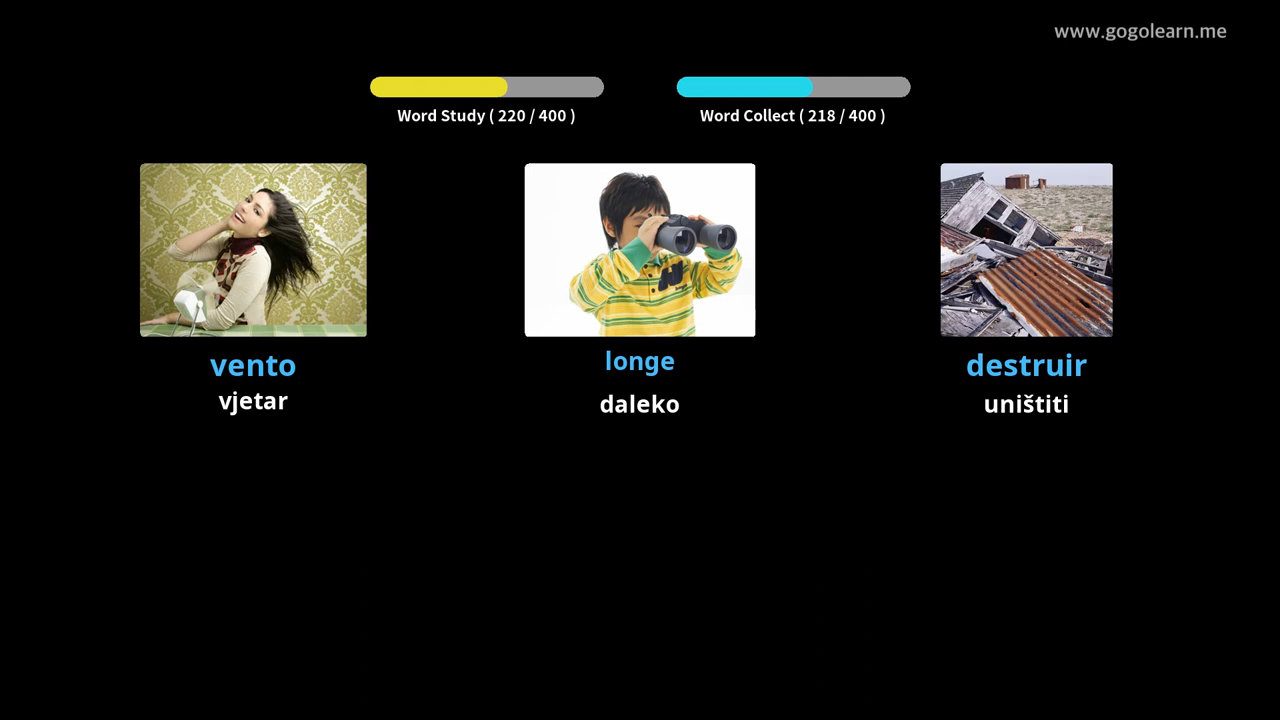 www.gogolearn.me
Word Study ( 220 / 400 )
Word Collect ( 218 / 400 )
vento
vjetar
longe
daleko
destruir
uništiti